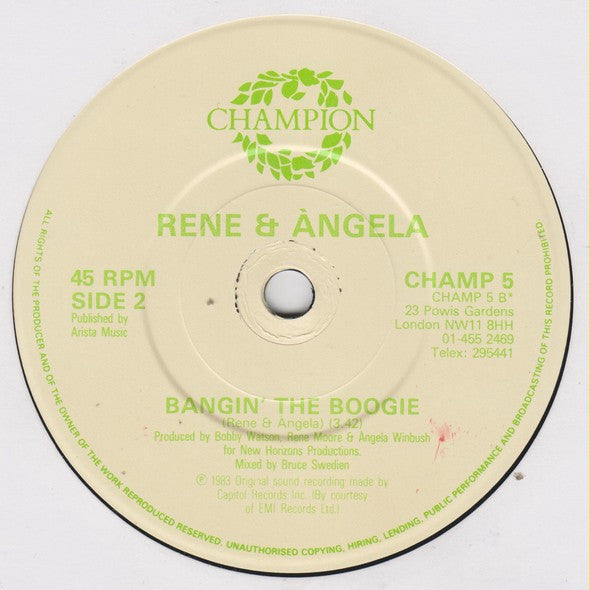 CHAMPION
RENE & ÀNGELA
45 RPM
SIDE 2
Published by
Arista Music
CHAMP 5
CHAMP 5 B*
23 Powis Gardens
London NW11 8HH
01-455 2469
Telex: 295441
BANGIN' THE BOOGIE
(Rene & Àngela) (3.42)
Produced by Bobby Watson, Rene Moore & Àngela Winbush
for New Horizons Productions.
Mixed by Bruce Swedien
℗ 1983 Original sound recording made by
Capitol Records Inc. (By courtesy
of EMI Records Ltd.)
ALL RIGHTS OF THE PRODUCER AND OF THE OWNER OF THE WORK REPRODUCED RESERVED. UNAUTHORISED COPYING, HIRING, LENDING, PUBLIC PERFORMANCE AND BROADCASTING OF THIS RECORD PROHIBITED